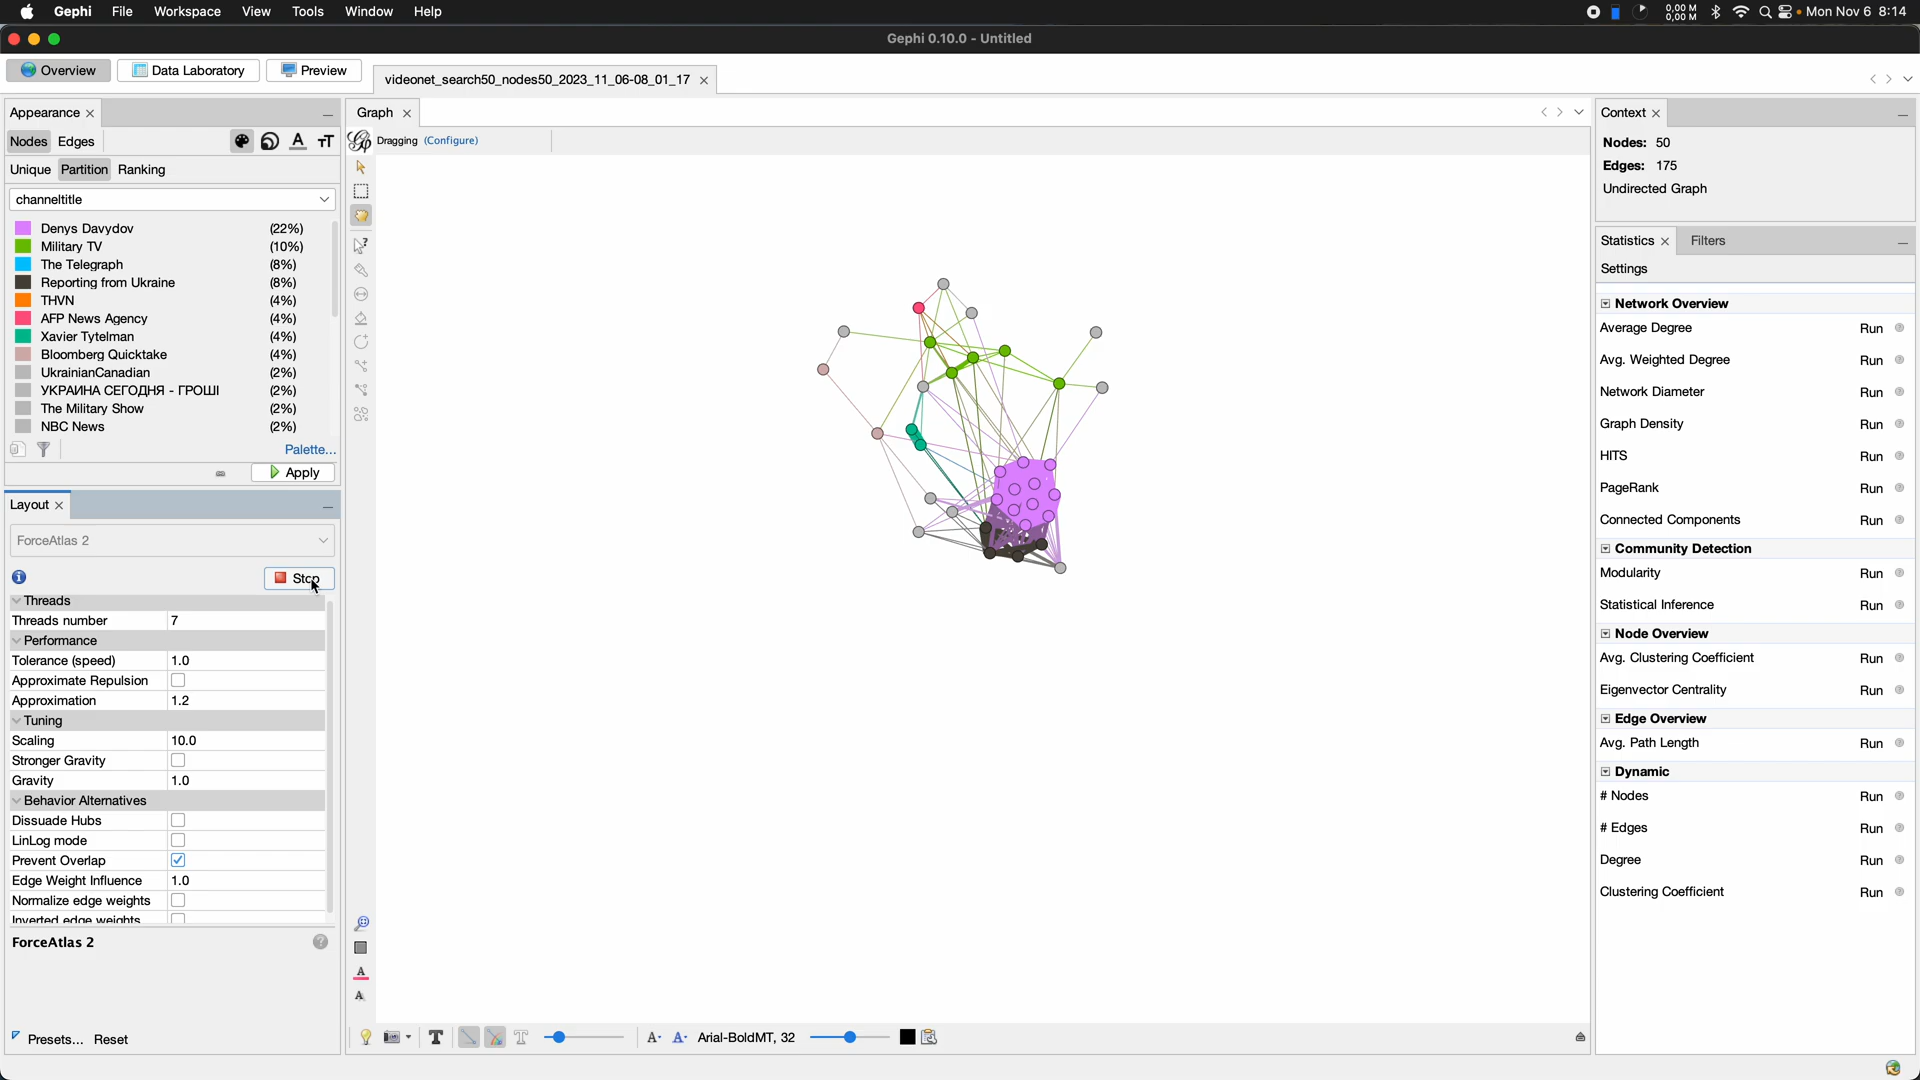 Gephi File Workspace View Tools Window Help 0,00 M 0,00 M Mon Nov 6 8:14
Gephi 0.10.0 - Untitled
Overview Data Laboratory Preview videonet_search50_nodes50_2023_11_06-08_01_17
Appearance
Nodes Edges A TT
Unique Partition Ranking
channeltitle
Denys Davydov (22%)
Military TV (10%)
The Telegraph (8%)
Reporting from Ukraine (8%)
THVN (4%)
AFP News Agency (4%)
Xavier Tytelman (4%)
Bloomberg Quicktake (4%)
UkrainianCanadian (2%)
УКРАИНА СЕГОДНЯ - ГРОШІ (2%)
The Military Show (2%)
NBC News (2%)
Palette...
Apply
Layout
ForceAtlas 2
Stop
Threads
Threads number 7
Performance
Tolerance (speed) 1.0
Approximate Repulsion
Approximation 1.2
Tuning
Scaling 10.0
Stronger Gravity
Gravity 1.0
Behavior Alternatives
Dissuade Hubs
LinLog mode
Prevent Overlap
Edge Weight Influence 1.0
Normalize edge weights
Inverted edge weights
ForceAtlas 2
Presets... Reset
Graph
Dragging (Configure)
A
A
T T A A Arial-BoldMT, 32
Context
Nodes: 50
Edges: 175
Undirected Graph
Statistics Filters
Settings
Network Overview
Average Degree Run
Avg. Weighted Degree Run
Network Diameter Run
Graph Density Run
HITS Run
PageRank Run
Connected Components Run
Community Detection
Modularity Run
Statistical Inference Run
Node Overview
Avg. Clustering Coefficient Run
Eigenvector Centrality Run
Edge Overview
Avg. Path Length Run
Dynamic
# Nodes Run
# Edges Run
Degree Run
Clustering Coefficient Run